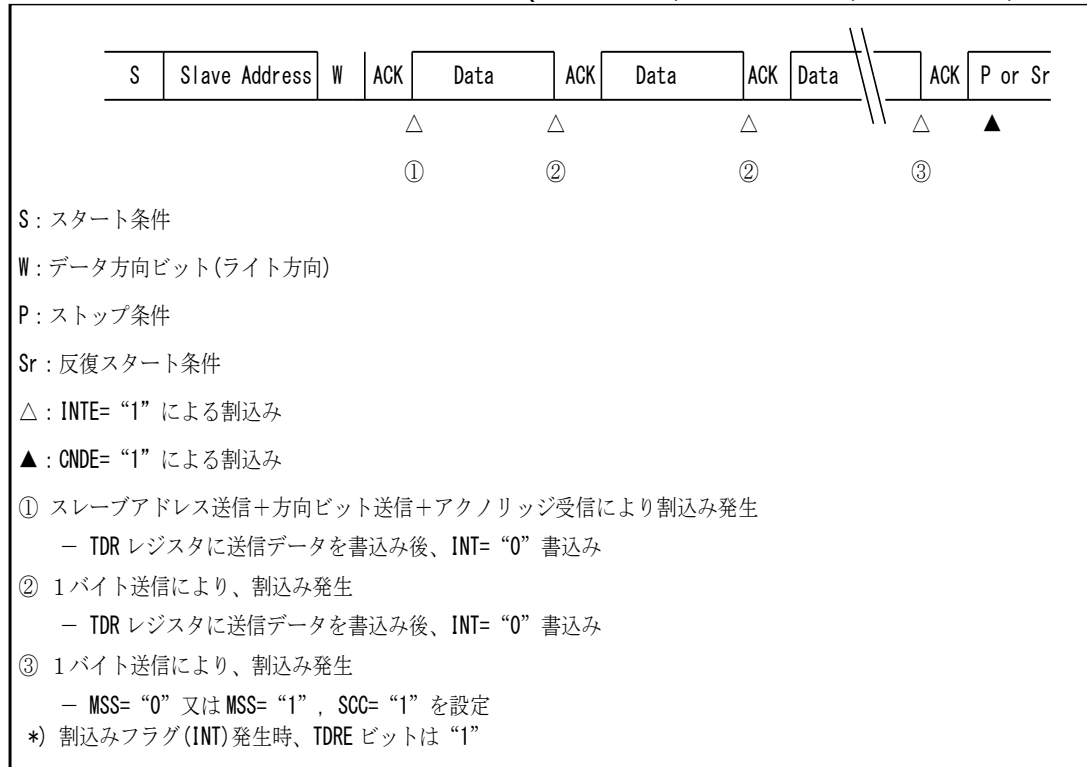 S Slave Address W ACK Data ACK Data ACK Data ACK P or Sr
△ △ △ △ ▲
① ② ② ③
S：スタート条件
W：データ方向ビット(ライト方向)
P：ストップ条件
Sr：反復スタート条件
△：INTE=“1”による割込み
▲：CNDE=“1”による割込み
① スレーブアドレス送信＋方向ビット送信＋アクノリッジ受信により割込み発生
－ TDRレジスタに送信データを書込み後、INT=“0”書込み
② １バイト送信により、割込み発生
－ TDRレジスタに送信データを書込み後、INT=“0”書込み
③ １バイト送信により、割込み発生
－ MSS=“0”又はMSS=“1”, SCC=“1”を設定
*) 割込みフラグ(INT)発生時、TDREビットは“1”